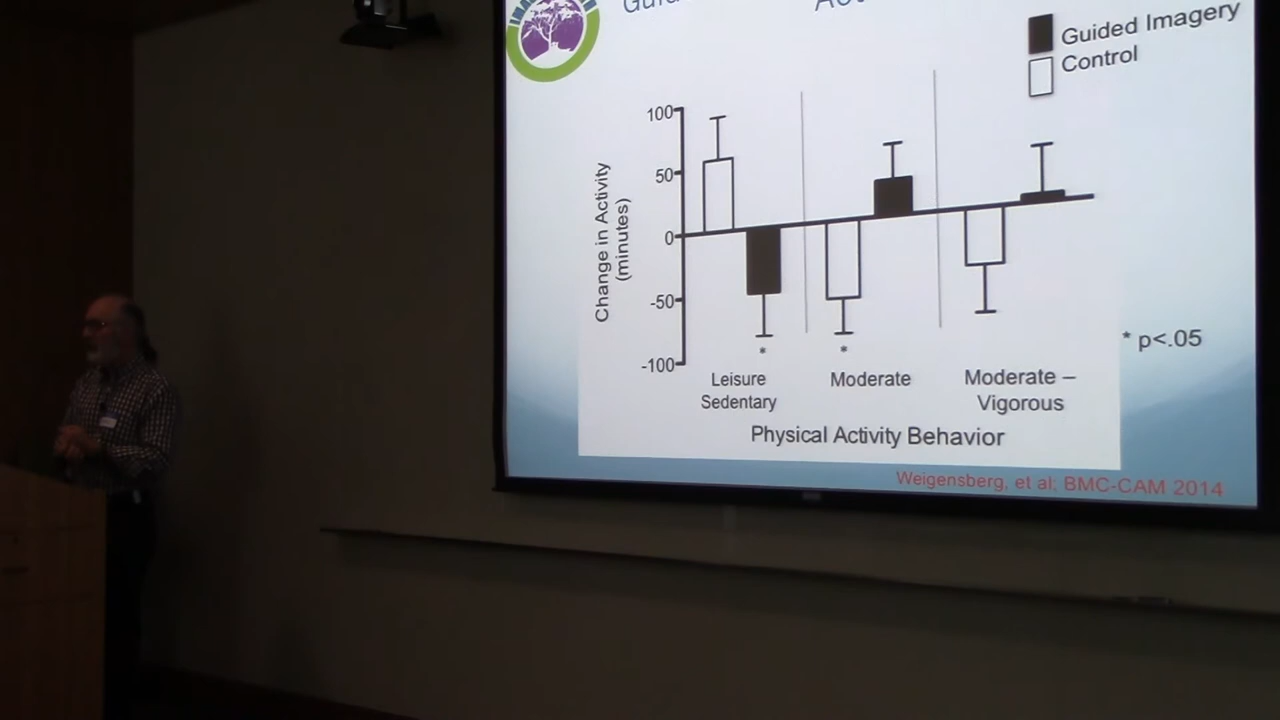 Guided Imagery
Control
100
50
0
-50
-100
Change in Activity
(minutes)
*
*
* p<.05
Leisure
Sedentary
Moderate
Moderate –
Vigorous
Physical Activity Behavior
Weigensberg, et al; BMC-CAM 2014